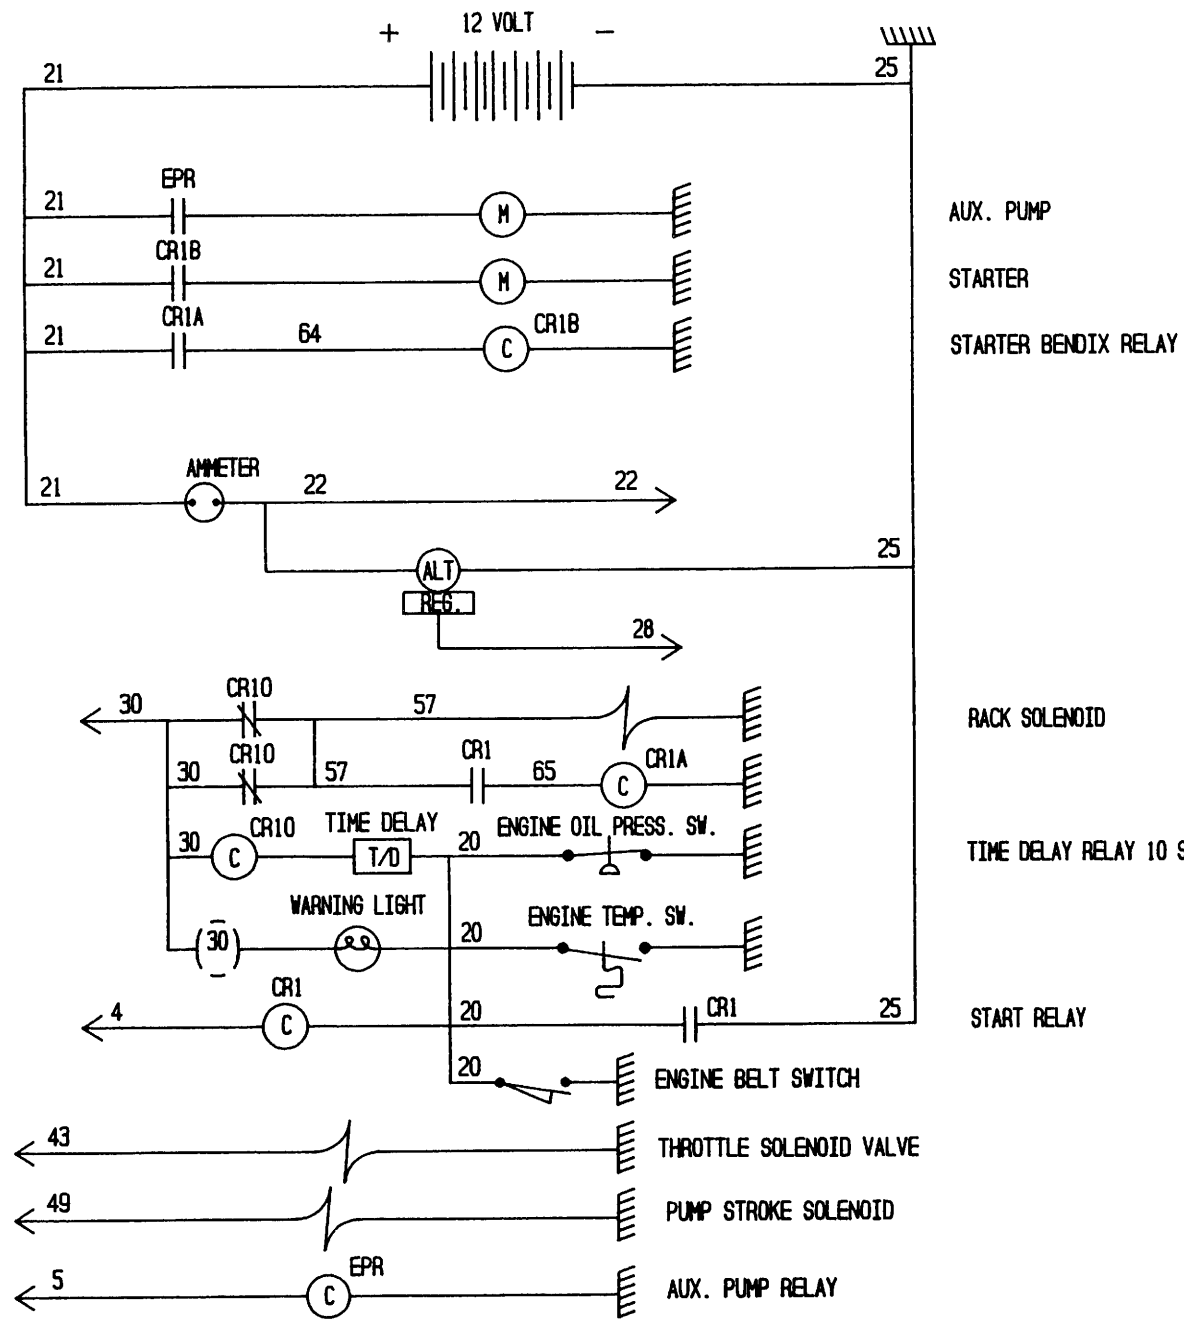 12 VOLT
+ −
21 25
EPR
21 M AUX. PUMP
CR1B
21 M STARTER
CR1A
21 64 C CR1B STARTER BENDIX RELAY
AMMETER
21 22 22
25
ALT
REG.
28
CR10
30 57 RACK SOLENOID
CR10 CR1 CR1A
30 57 65 C
CR10 TIME DELAY ENGINE OIL PRESS. SW.
30 C T/D 20 TIME DELAY RELAY 10 S
WARNING LIGHT ENGINE TEMP. SW.
(30) 20
CR1
4 C 20 CR1 25 START RELAY
20 ENGINE BELT SWITCH
43 THROTTLE SOLENOID VALVE
49 PUMP STROKE SOLENOID
EPR
5 C AUX. PUMP RELAY